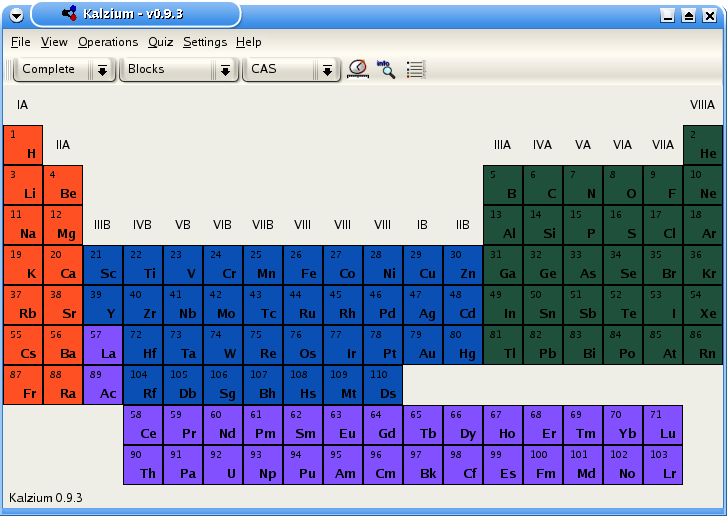 Kalzium - v0.9.3
File View Operations Quiz Settings Help
Complete Blocks CAS info
IA VIIIA
1 2
H IIA IIIA IVA VA VIA VIIA He
3 4 5 6 7 8 9 10
Li Be B C N O F Ne
11 12 13 14 15 16 17 18
Na Mg IIIB IVB VB VIB VIIB VIII VIII VIII IB IIB Al Si P S Cl Ar
19 20 21 22 23 24 25 26 27 28 29 30 31 32 33 34 35 36
K Ca Sc Ti V Cr Mn Fe Co Ni Cu Zn Ga Ge As Se Br Kr
37 38 39 40 41 42 43 44 45 46 47 48 49 50 51 52 53 54
Rb Sr Y Zr Nb Mo Tc Ru Rh Pd Ag Cd In Sn Sb Te I Xe
55 56 57 72 73 74 75 76 77 78 79 80 81 82 83 84 85 86
Cs Ba La Hf Ta W Re Os Ir Pt Au Hg Tl Pb Bi Po At Rn
87 88 89 104 105 106 107 108 109 110
Fr Ra Ac Rf Db Sg Bh Hs Mt Ds
58 59 60 61 62 63 64 65 66 67 68 69 70 71
Ce Pr Nd Pm Sm Eu Gd Tb Dy Ho Er Tm Yb Lu
90 91 92 93 94 95 96 97 98 99 100 101 102 103
Th Pa U Np Pu Am Cm Bk Cf Es Fm Md No Lr
Kalzium 0.9.3